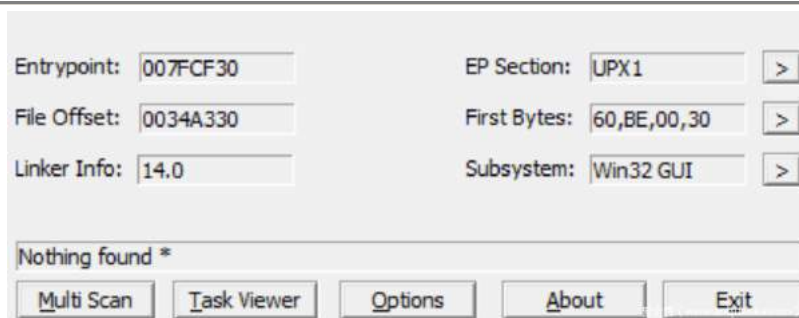 Entrypoint: 007FCF30 EP Section: UPX1 >
File Offset: 0034A330 First Bytes: 60,BE,00,30 >
Linker Info: 14.0 Subsystem: Win32 GUI >
Nothing found *
Multi Scan Task Viewer Options About Exit